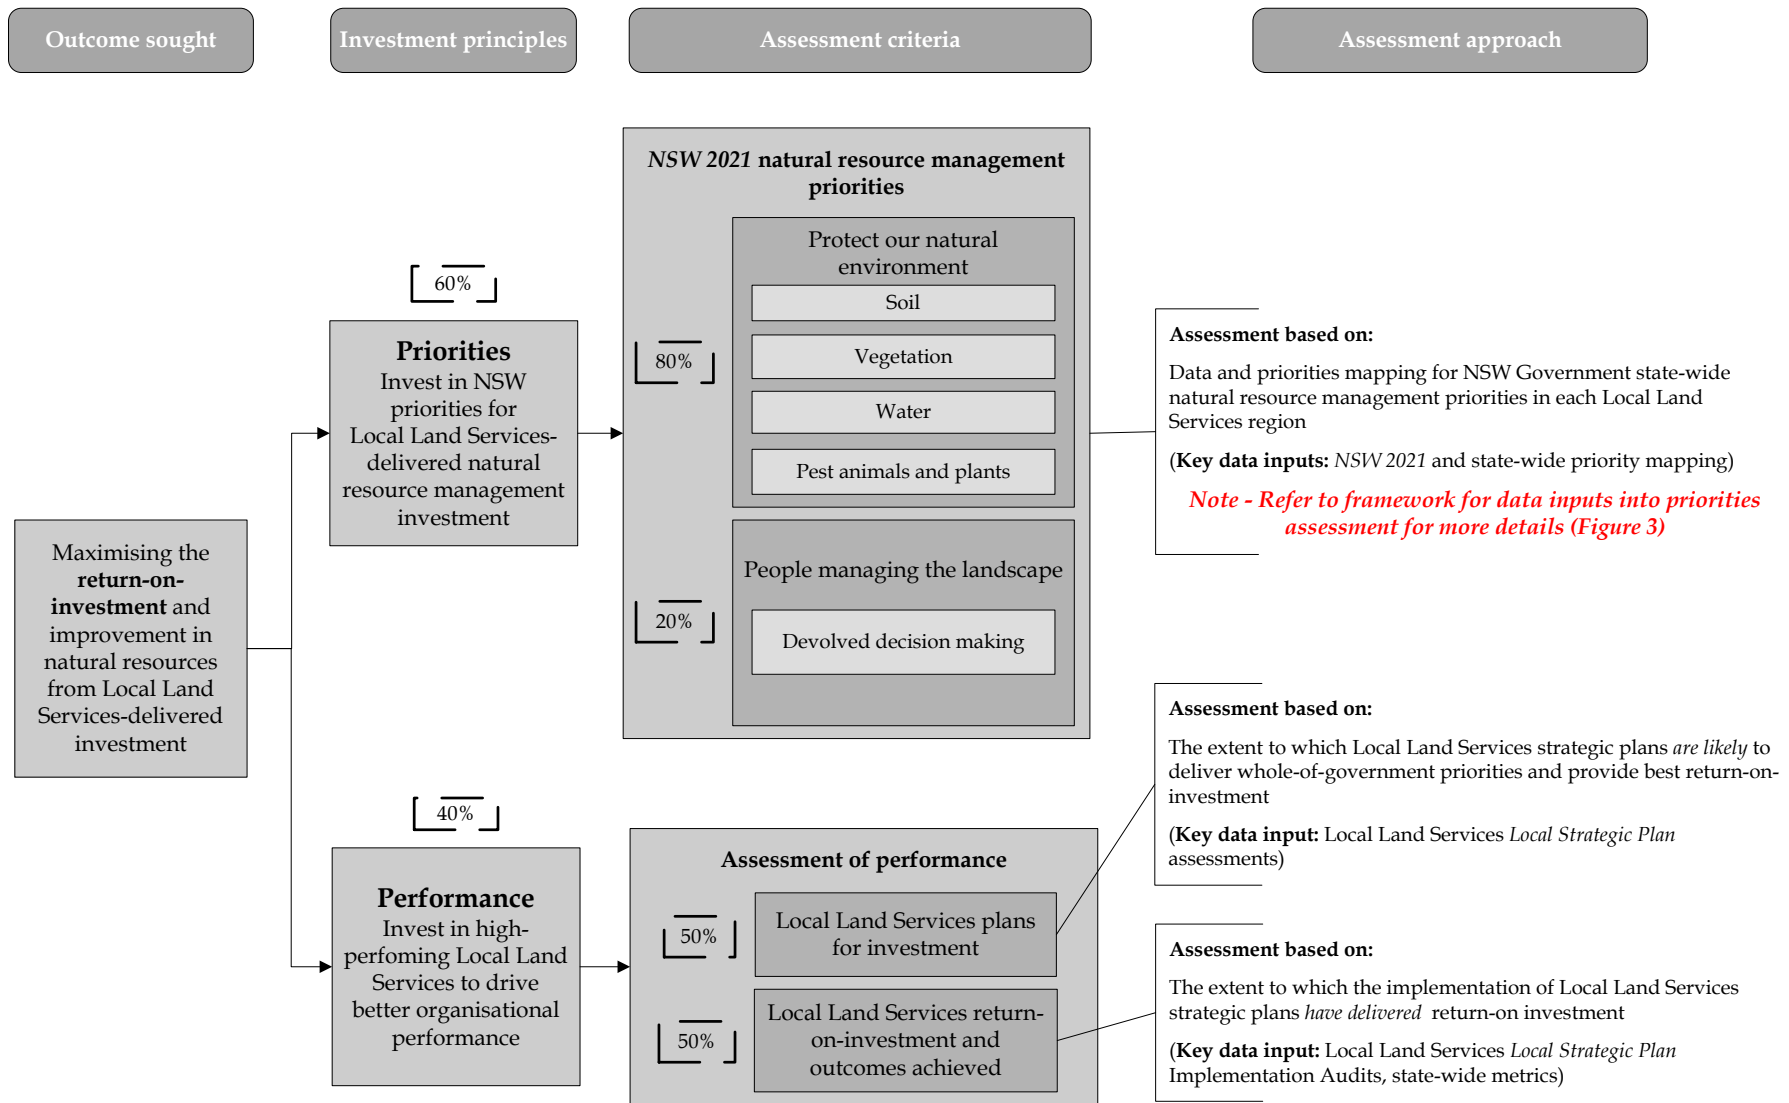 Outcome sought
Investment principles
Assessment criteria
Assessment approach
Maximising the
return-on-
investment and
improvement in
natural resources
from Local Land
Services-delivered
investment
60%
Priorities
Invest in NSW
priorities for
Local Land Services-
delivered natural
resource management
investment
40%
Performance
Invest in high-
perfoming Local Land
Services to drive
better organisational
performance
NSW 2021 natural resource management
priorities
80%
Protect our natural
environment
Soil
Vegetation
Water
Pest animals and plants
20%
People managing the landscape
Devolved decision making
Assessment of performance
50%
Local Land Services plans
for investment
50%
Local Land Services return-
on-investment and
outcomes achieved
Assessment based on:
Data and priorities mapping for NSW Government state-wide
natural resource management priorities in each Local Land
Services region
(Key data inputs: NSW 2021 and state-wide priority mapping)
Note - Refer to framework for data inputs into priorities
assessment for more details (Figure 3)
Assessment based on:
The extent to which Local Land Services strategic plans are likely to
deliver whole-of-government priorities and provide best return-on-
investment
(Key data input: Local Land Services Local Strategic Plan
assessments)
Assessment based on:
The extent to which the implementation of Local Land Services
strategic plans have delivered return-on investment
(Key data input: Local Land Services Local Strategic Plan
Implementation Audits, state-wide metrics)